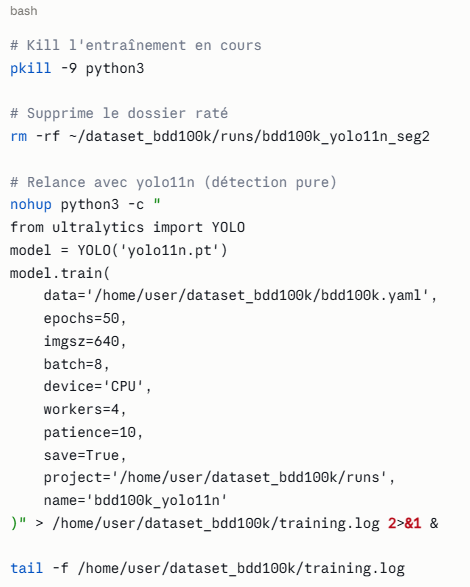 bash
# Kill l'entraînement en cours
pkill -9 python3
# Supprime le dossier raté
rm -rf ~/dataset_bdd100k/runs/bdd100k_yolo11n_seg2
# Relance avec yolo11n (détection pure)
nohup python3 -c "
from ultralytics import YOLO
model = YOLO('yolo11n.pt')
model.train(
    data='/home/user/dataset_bdd100k/bdd100k.yaml',
    epochs=50,
    imgsz=640,
    batch=8,
    device='CPU',
    workers=4,
    patience=10,
    save=True,
    project='/home/user/dataset_bdd100k/runs',
    name='bdd100k_yolo11n'
)" > /home/user/dataset_bdd100k/training.log 2>&1 &
tail -f /home/user/dataset_bdd100k/training.log